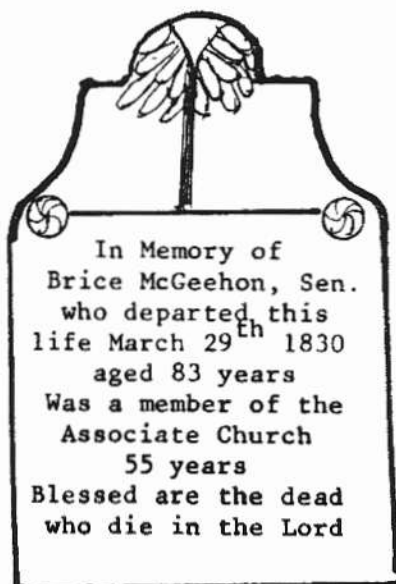 In Memory of
Brice McGeehon, Sen.
who departed this
life March 29th 1830
aged 83 years
Was a member of the
Associate Church
55 years
Blessed are the dead
who die in the Lord